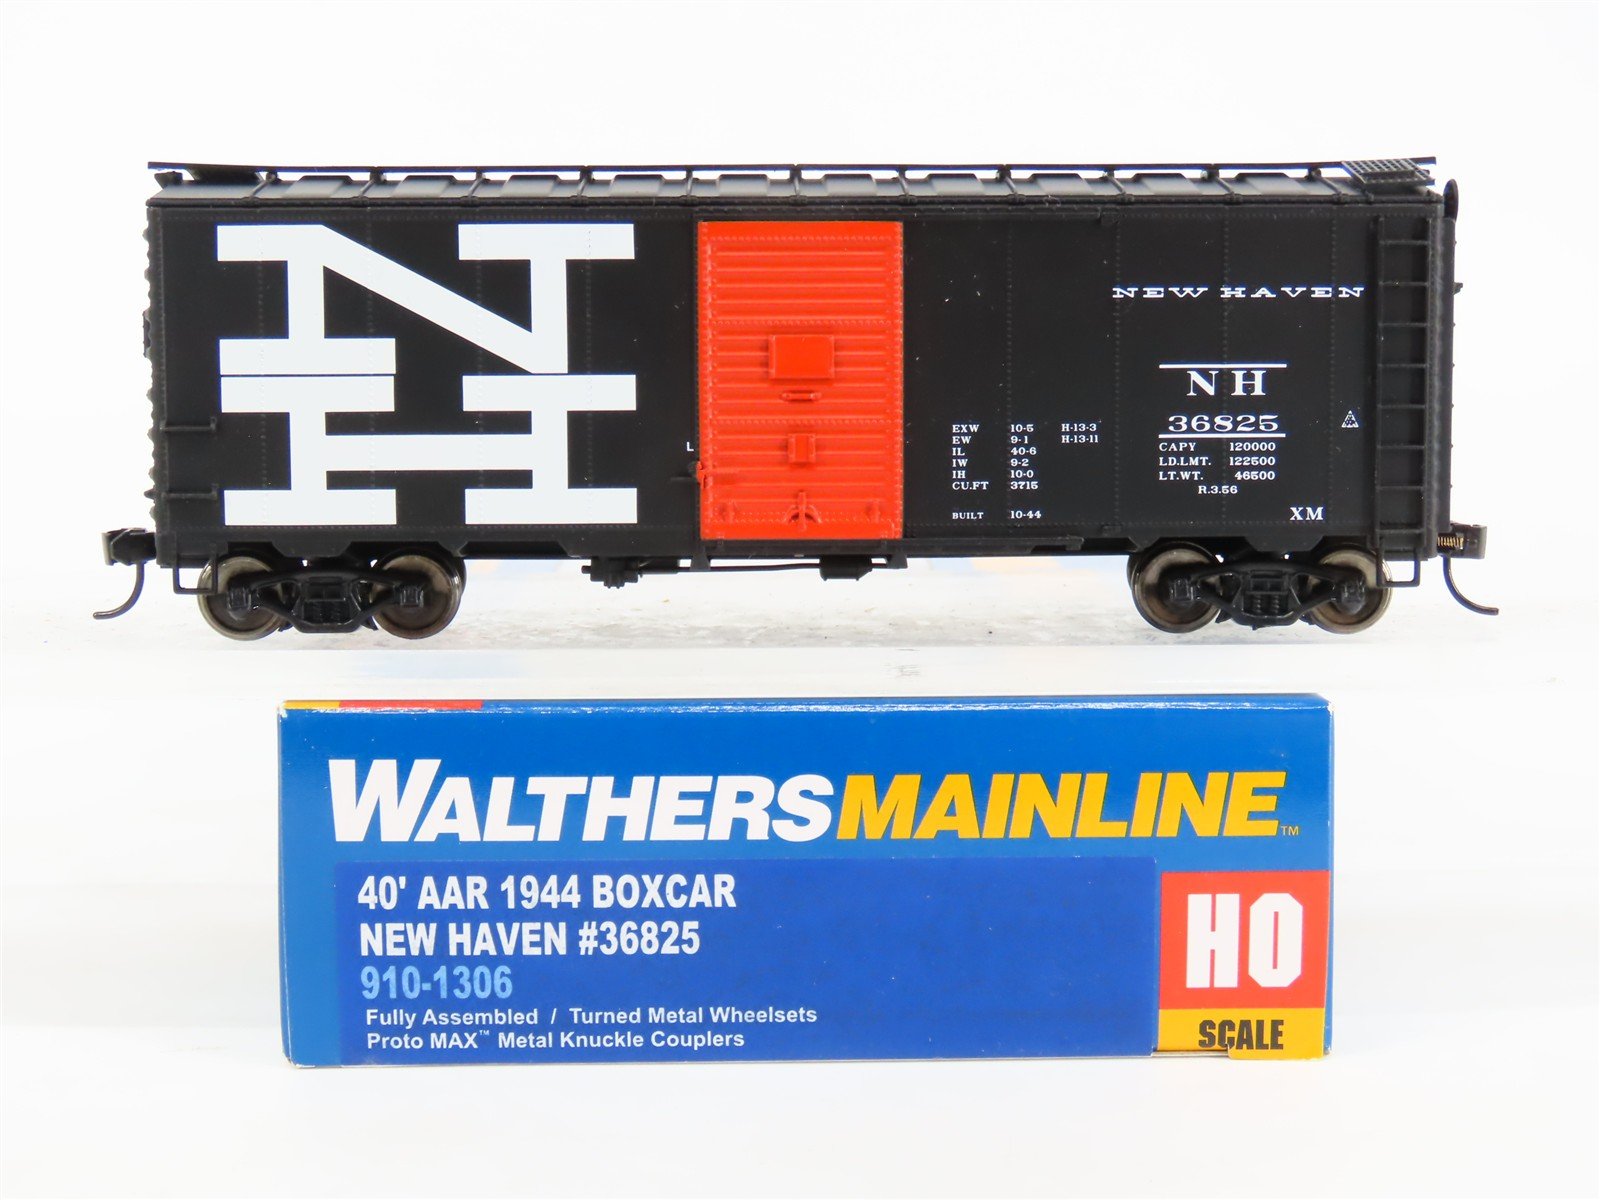 N
H
L
NEW HAVEN
NH
36825
CAPY 120000
LD.LMT. 122500
LT.WT. 46500
R.3.56
XM
EXW 10-5 H-13-3
EW 9-1 H-13-11
IL 40-6
IW 9-2
IH 10-0
CU.FT 3715
BUILT 10-44
WALTHERS MAINLINE™
40' AAR 1944 BOXCAR
NEW HAVEN #36825
910-1306
Fully Assembled / Turned Metal Wheelsets
Proto MAX™ Metal Knuckle Couplers
HO
SCALE